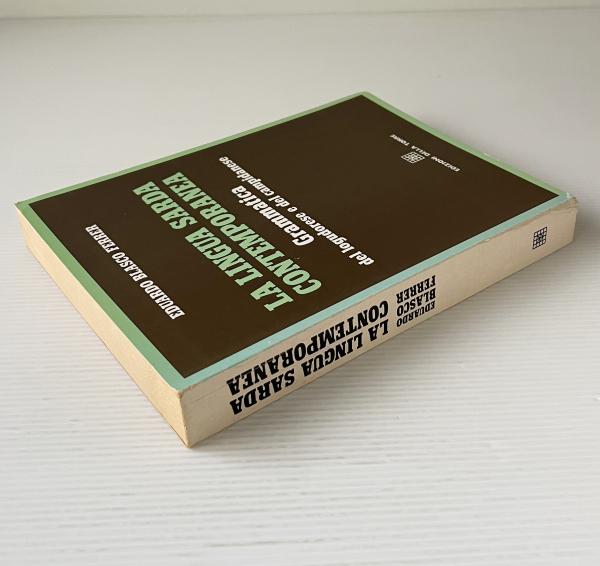 EDUARDO BLASCO FERRER
LA LINGUA SARDA
CONTEMPORANEA
Grammatica
del logudorese e del campidanese
EDIZIONI DELLA TORRE
EDUARDO
BLASCO
FERRER
LA LINGUA SARDA
CONTEMPORANEA